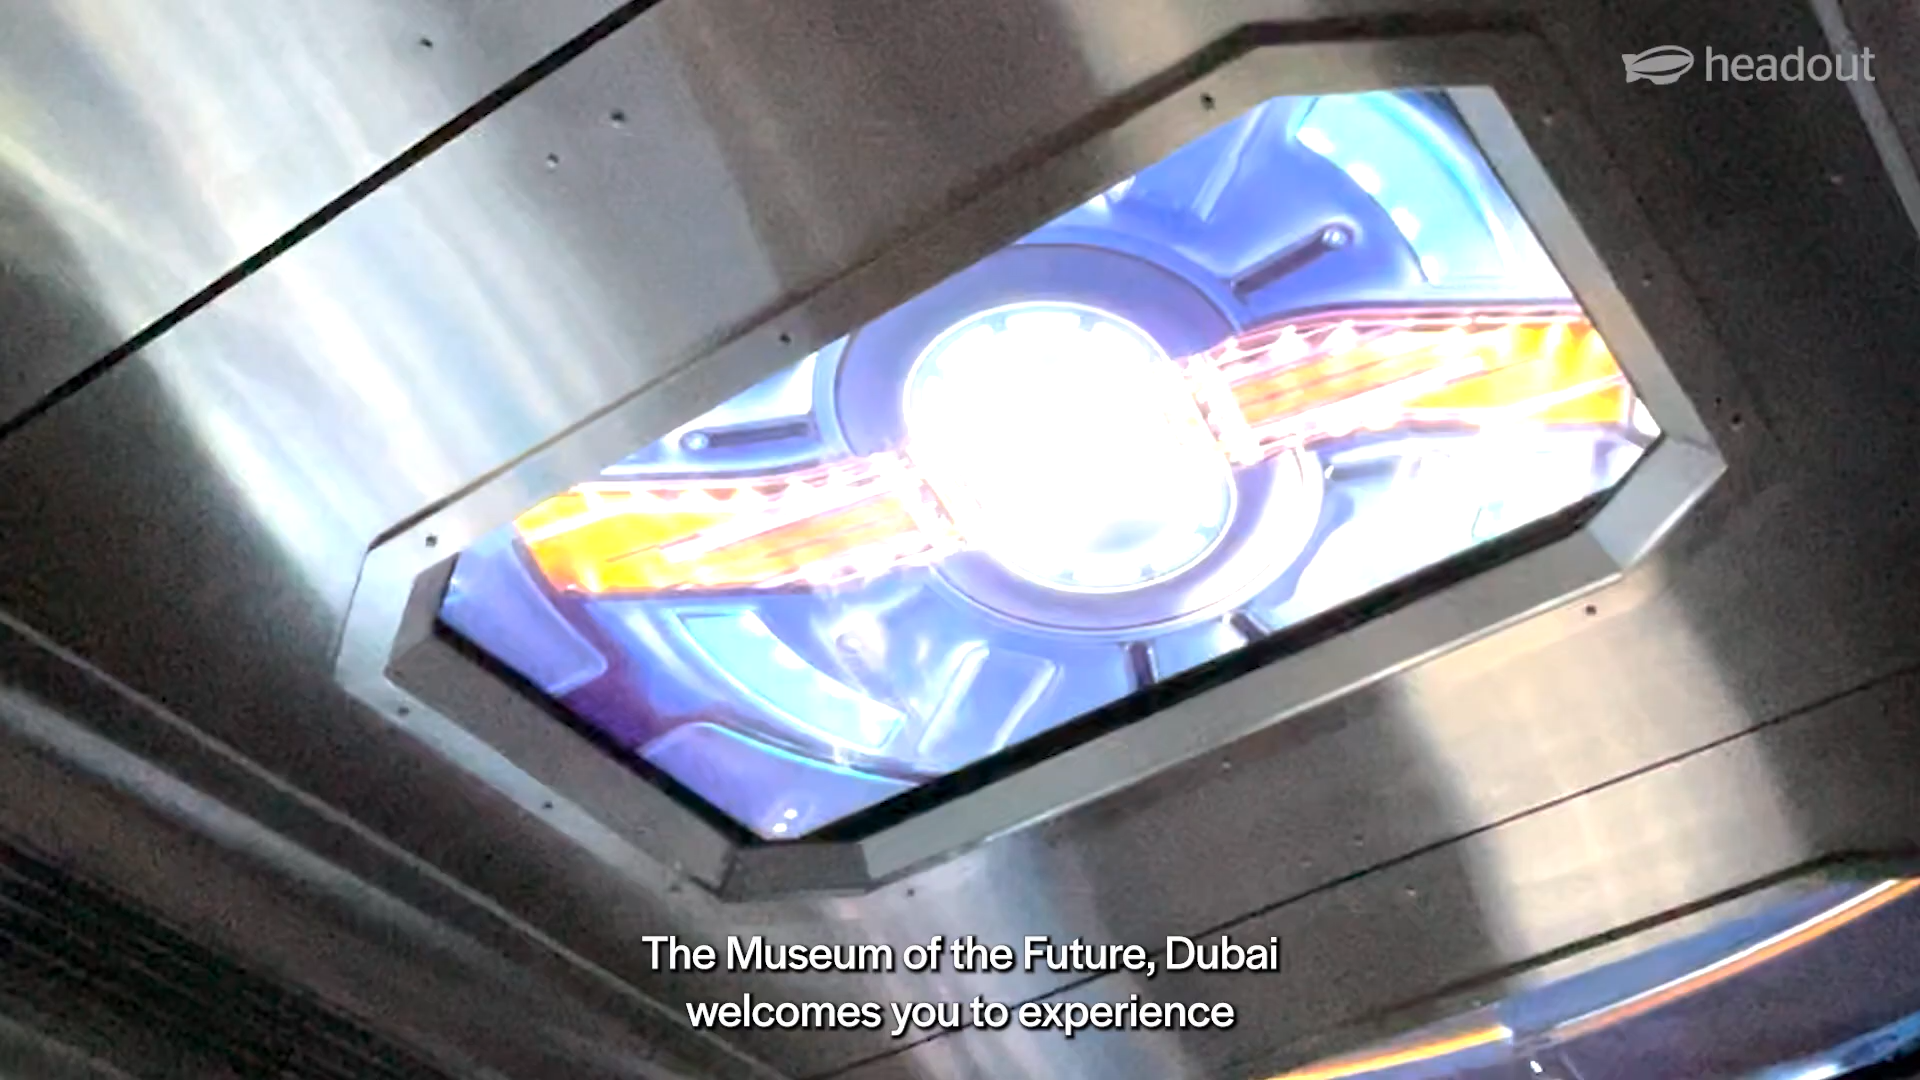 headout
The Museum of the Future, Dubai
welcomes you to experience